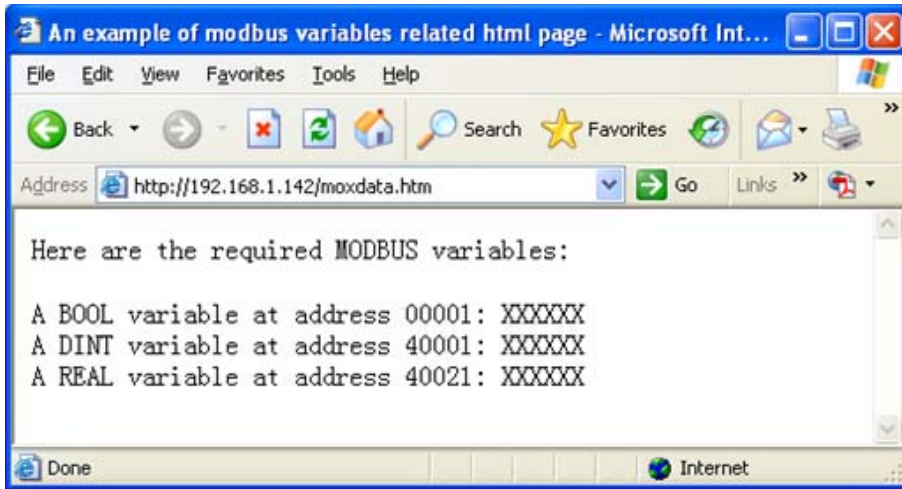 An example of modbus variables related html page - Microsoft Int...
File Edit View Favorites Tools Help
Back Search Favorites »
Address http://192.168.1.142/moxdata.htm Go Links »
Here are the required MODBUS variables:
A BOOL variable at address 00001: XXXXXX
A DINT variable at address 40001: XXXXXX
A REAL variable at address 40021: XXXXXX
Done Internet